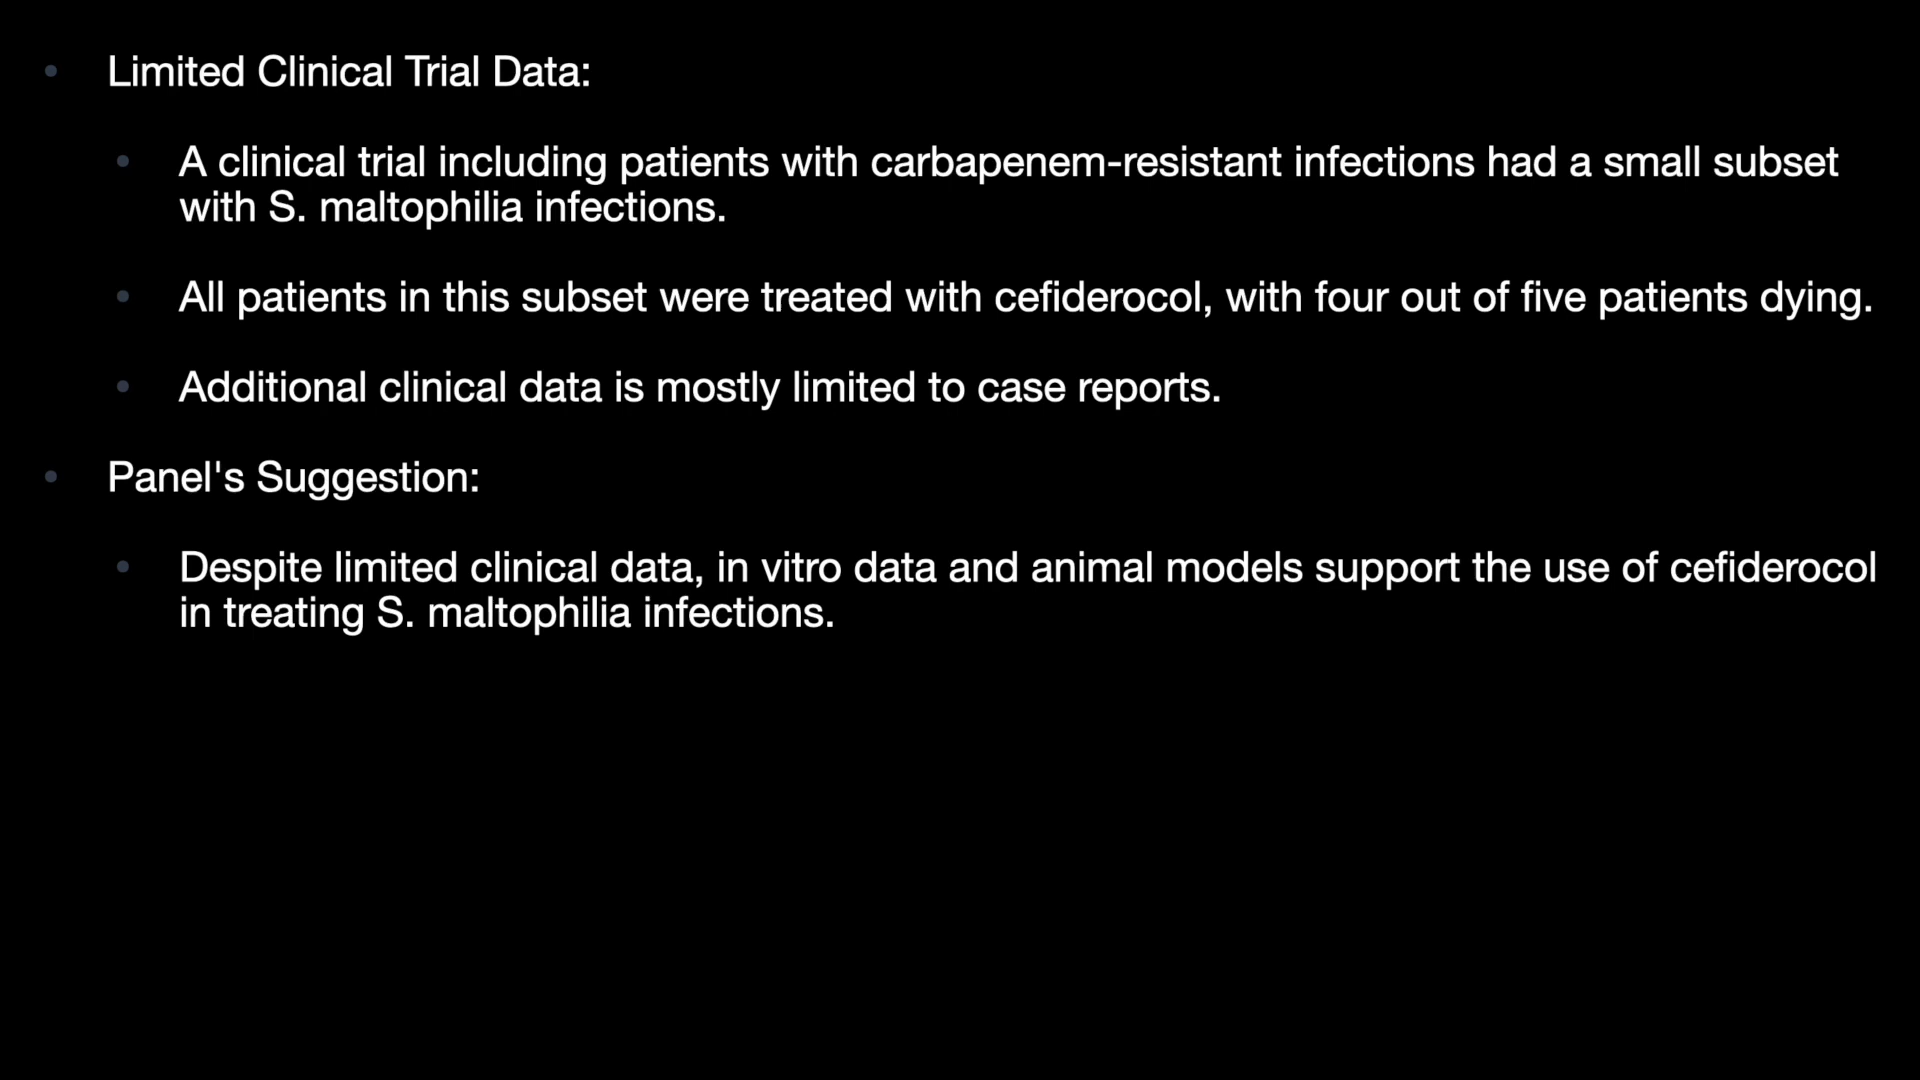 Limited Clinical Trial Data:
A clinical trial including patients with carbapenem-resistant infections had a small subset
with S. maltophilia infections.
All patients in this subset were treated with cefiderocol, with four out of five patients dying.
Additional clinical data is mostly limited to case reports.
Panel's Suggestion:
Despite limited clinical data, in vitro data and animal models support the use of cefiderocol
in treating S. maltophilia infections.